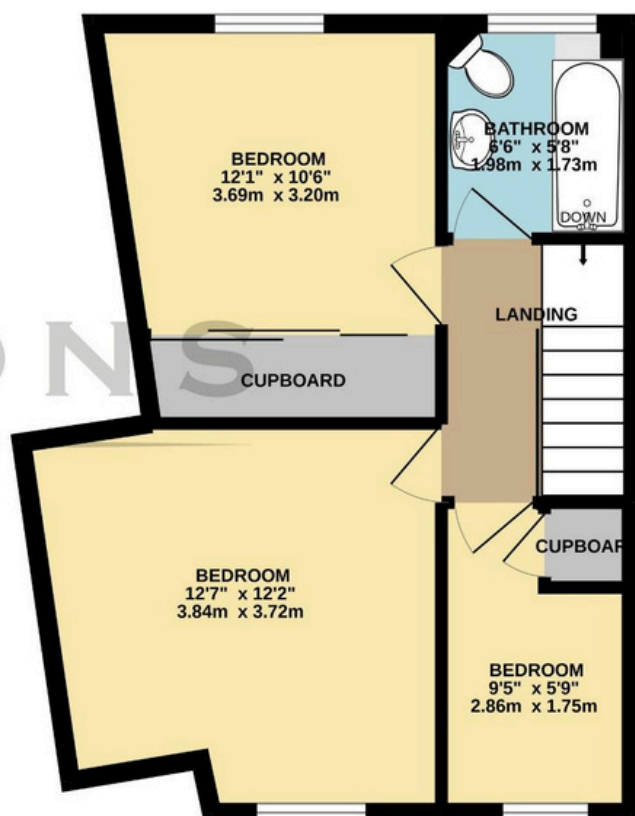 BEDROOM
12'1" x 10'6"
3.69m x 3.20m
BATHROOM
6'6" x 5'8"
1.98m x 1.73m
DOWN
LANDING
ONS
CUPBOARD
CUPBOAR
BEDROOM
12'7" x 12'2"
3.84m x 3.72m
BEDROOM
9'5" x 5'9"
2.86m x 1.75m